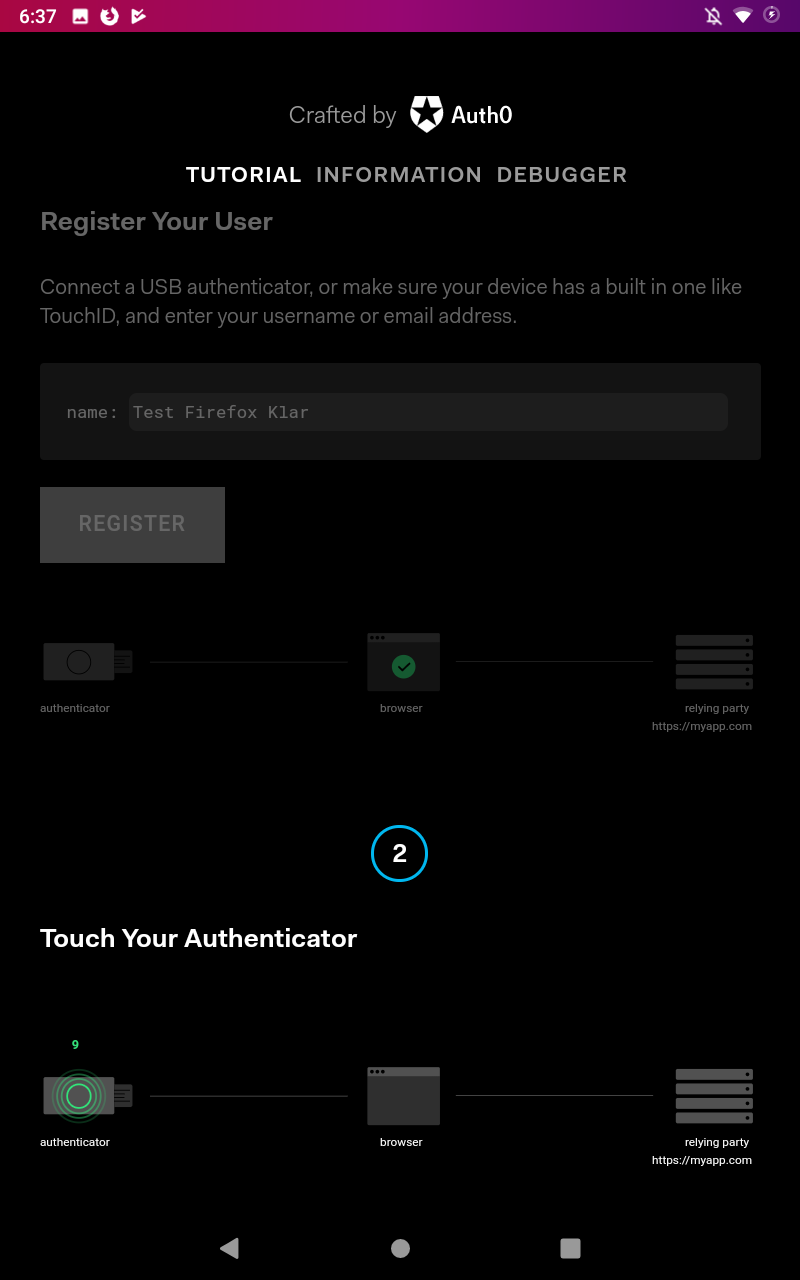 6:37
Crafted by Auth0
TUTORIAL INFORMATION DEBUGGER
Register Your User
Connect a USB authenticator, or make sure your device has a built in one like
TouchID, and enter your username or email address.
name: Test Firefox Klar
REGISTER
authenticator browser relying party
https://myapp.com
2
Touch Your Authenticator
9
authenticator browser relying party
https://myapp.com